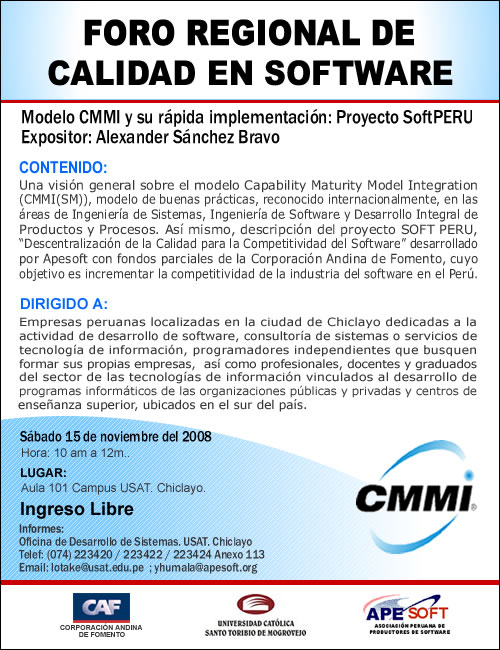 FORO REGIONAL DE
CALIDAD EN SOFTWARE
Modelo CMMI y su rápida implementación: Proyecto SoftPERU
Expositor: Alexander Sánchez Bravo
CONTENIDO:
Una visión general sobre el modelo Capability Maturity Model Integration
(CMMI(SM)), modelo de buenas prácticas, reconocido internacionalmente, en las
áreas de Ingeniería de Sistemas, Ingeniería de Software y Desarrollo Integral de
Productos y Procesos. Así mismo, descripción del proyecto SOFT PERU,
“Descentralización de la Calidad para la Competitividad del Software” desarrollado
por Apesoft con fondos parciales de la Corporación Andina de Fomento, cuyo
objetivo es incrementar la competitividad de la industria del software en el Perú.
DIRIGIDO A:
Empresas peruanas localizadas en la ciudad de Chiclayo dedicadas a la
actividad de desarrollo de software, consultoría de sistemas o servicios de
tecnología de información, programadores independientes que busquen
formar sus propias empresas, así como profesionales, docentes y graduados
del sector de las tecnologías de información vinculados al desarrollo de
programas informáticos de las organizaciones públicas y privadas y centros de
enseñanza superior, ubicados en el sur del país.
Sábado 15 de noviembre del 2008
Hora: 10 am a 12m..
LUGAR:
Aula 101 Campus USAT. Chiclayo.
Ingreso Libre
Informes:
Oficina de Desarrollo de Sistemas. USAT. Chiclayo
Telef: (074) 223420 / 223422 / 223424 Anexo 113
Email: lotake@usat.edu.pe ; yhumala@apesoft.org
CMMI®
CAF
CORPORACIÓN ANDINA
DE FOMENTO
UNIVERSIDAD CATÓLICA
SANTO TORIBIO DE MOGROVEJO
APESOFT
ASOCIACIÓN PERUANA DE
PRODUCTORES DE SOFTWARE